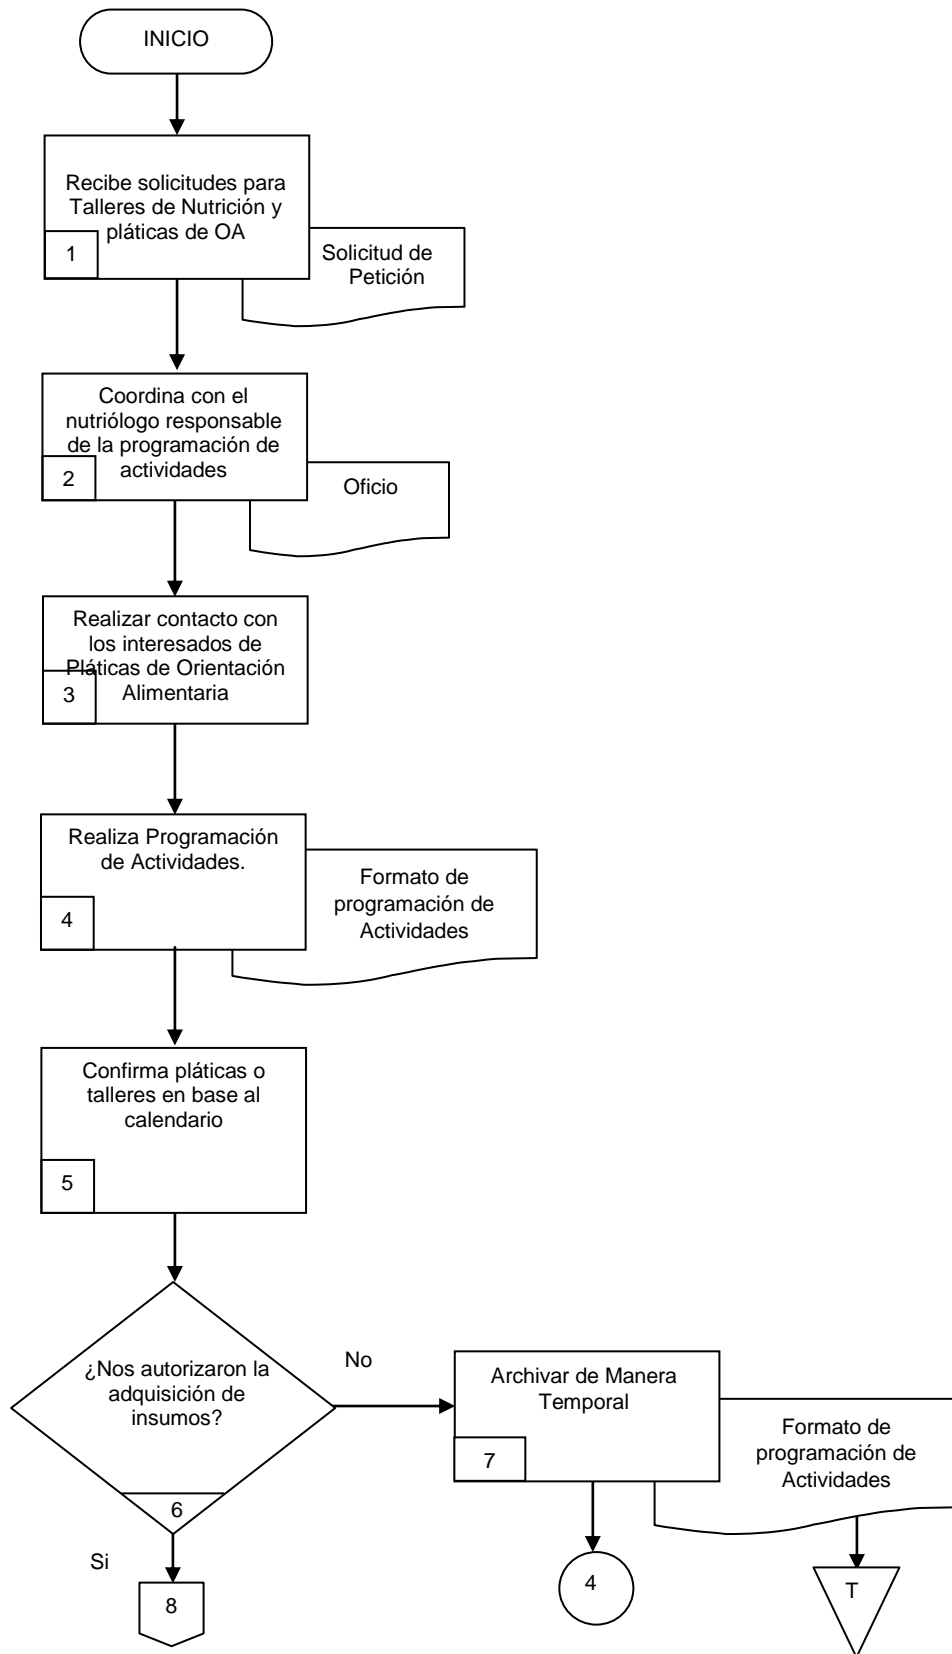 INICIO
Recibe solicitudes para
Talleres de Nutrición y
pláticas de OA
1
Solicitud de
Petición
Coordina con el
nutriólogo responsable
de la programación de
actividades
2
Oficio
Realizar contacto con
los interesados de
Pláticas de Orientación
Alimentaria
3
Realiza Programación
de Actividades.
4
Formato de
programación de
Actividades
Confirma pláticas o
talleres en base al
calendario
5
¿Nos autorizaron la
adquisición de
insumos?
6
No
Archivar de Manera
Temporal
7
Formato de
programación de
Actividades
Si
8
4
T